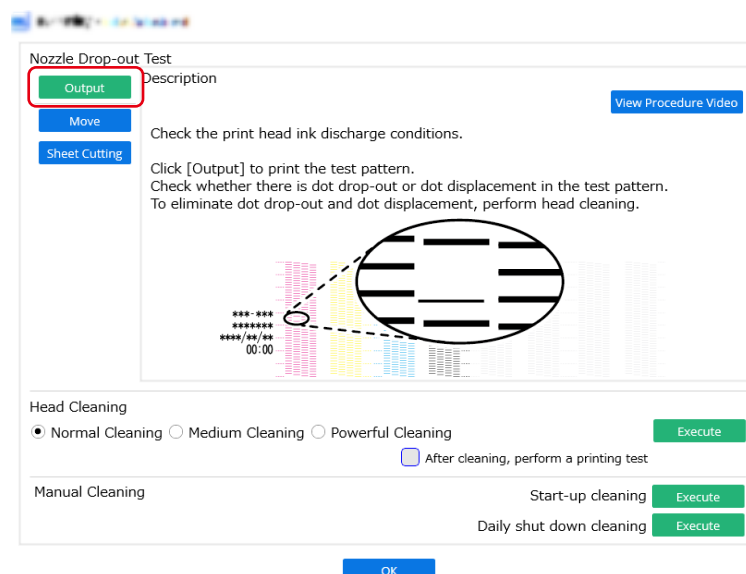 Nozzle Drop-out Test
Output
Description
View Procedure Video
Move
Check the print head ink discharge conditions.
Sheet Cutting
Click [Output] to print the test pattern.
Check whether there is dot drop-out or dot displacement in the test pattern.
To eliminate dot drop-out and dot displacement, perform head cleaning.
***-***
*******
****/**/**
00:00
Head Cleaning
Normal Cleaning Medium Cleaning Powerful Cleaning
Execute
After cleaning, perform a printing test
Manual Cleaning
Start-up cleaning Execute
Daily shut down cleaning Execute
OK